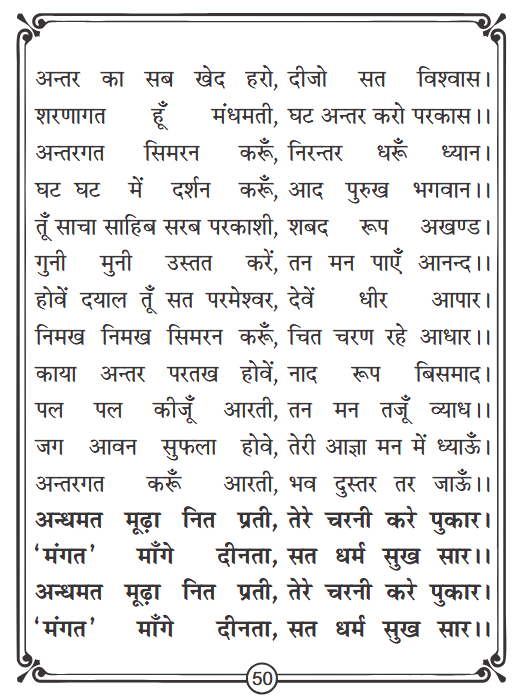 अन्तर का सब खेद हरो, दीजो सत विश्वास।
शरणागत हूँ मंधमती, घट अन्तर करो परकास।।
अन्तरगत सिमरन करूँ, निरन्तर धरूँ ध्यान।
घट घट में दर्शन करूँ, आद पुरुख भगवान।।
तूँ साचा साहिब सरब परकाशी, शबद रूप अखण्ड।
गुनी मुनी उस्तत करें, तन मन पाएँ आनन्द।।
होवें दयाल तूँ सत परमेश्वर, देवें धीर आपार।
निमख निमख सिमरन करूँ, चित चरण रहे आधार।।
काया अन्तर परतख होवें, नाद रूप बिसमाद।
पल पल कीजूँ आरती, तन मन तजूँ व्याध।।
जग आवन सुफला होवे, तेरी आज्ञा मन में ध्याऊँ।
अन्तरगत करूँ आरती, भव दुस्तर तर जाऊँ।।
अन्धमत मूढ़ा नित प्रती, तेरे चरनी करे पुकार।
‘मंगत’ माँगे दीनता, सत धर्म सुख सार।।
अन्धमत मूढ़ा नित प्रती, तेरे चरनी करे पुकार।
‘मंगत’ माँगे दीनता, सत धर्म सुख सार।।
50